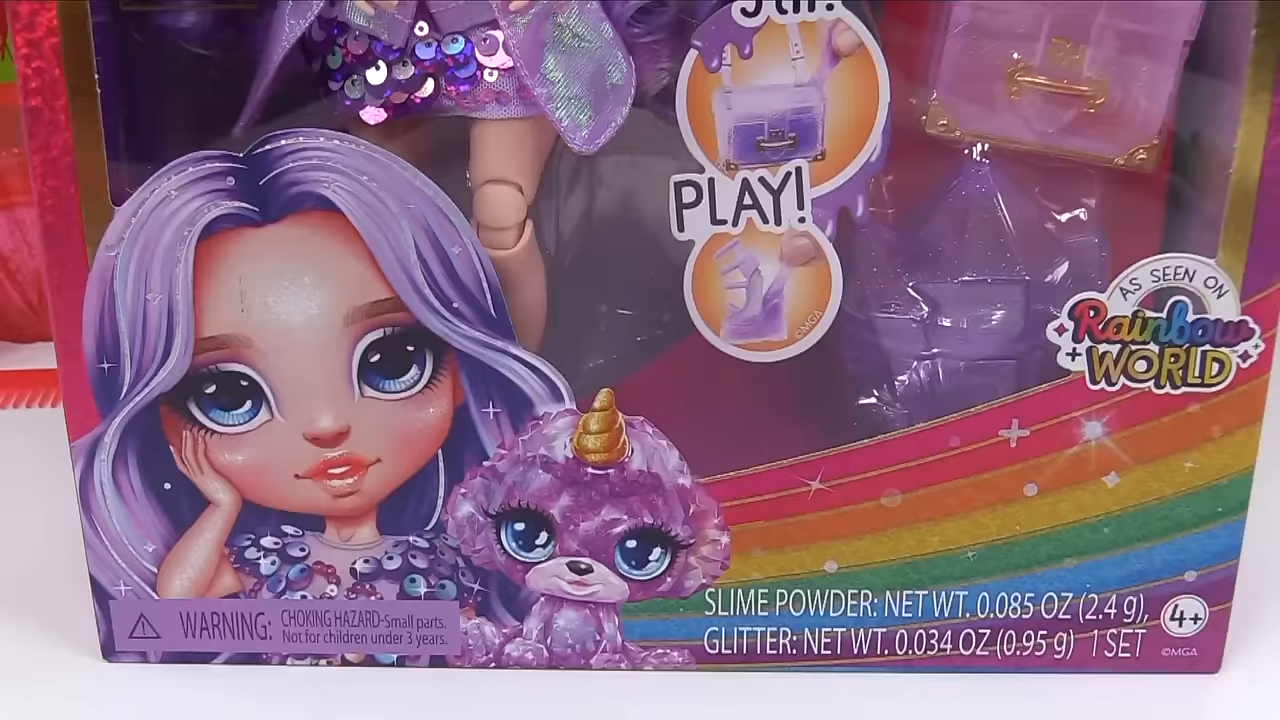 PLAY!
©MGA
AS SEEN ON
Rainbow
WORLD
WARNING: CHOKING HAZARD-Small parts.
Not for children under 3 years.
SLIME POWDER: NET WT. 0.085 OZ (2.4 g),
GLITTER: NET WT. 0.034 OZ (0.95 g) 1 SET
4+
©MGA